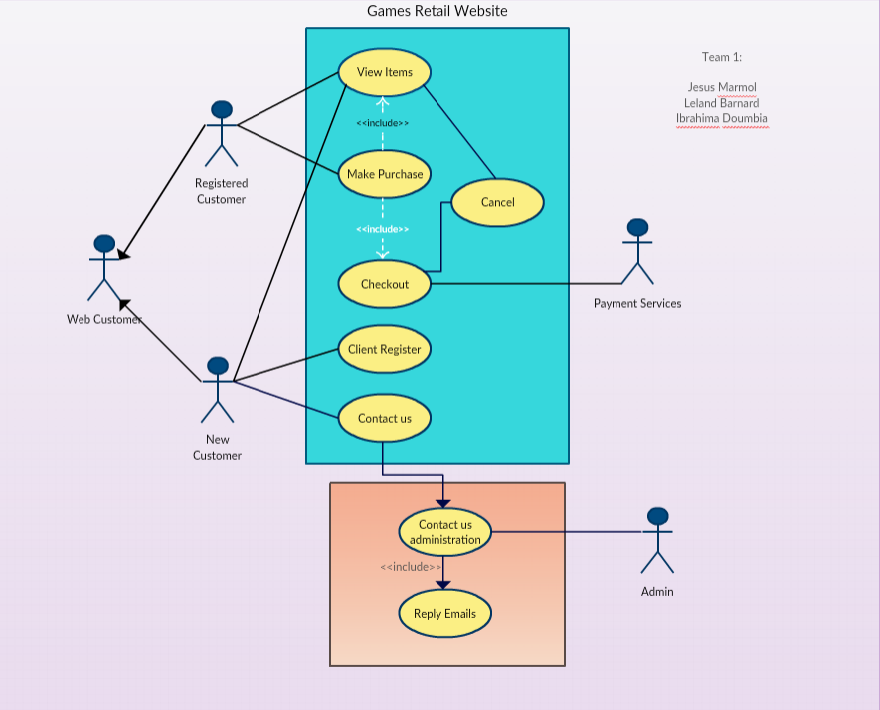 Games Retail Website
Team 1:
Jesus Marmol
Leland Barnard
Ibrahima Doumbia
View Items
<<include>>
Make Purchase
Registered
Customer
Cancel
<<include>>
Checkout
Payment Services
Web Customer
Client Register
Contact us
New
Customer
Contact us
administration
<<include>>
Admin
Reply Emails